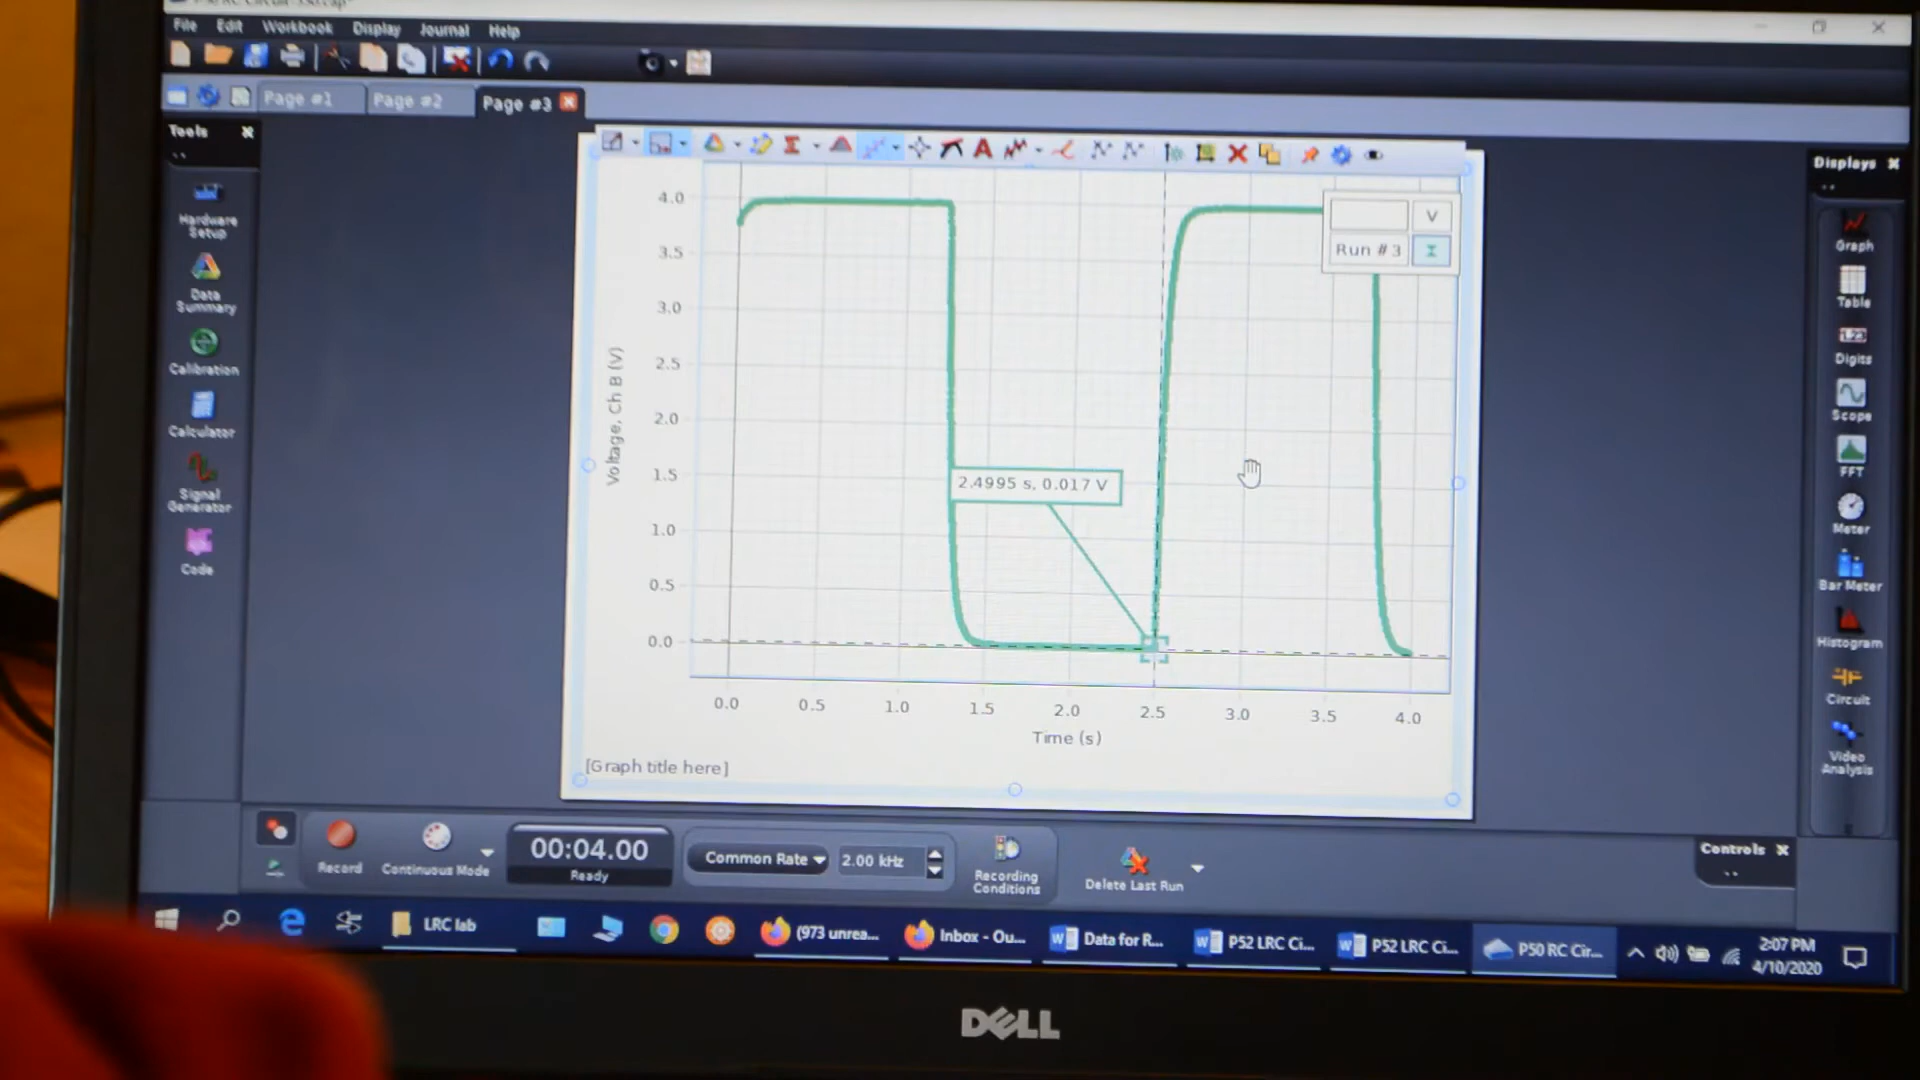 File Edit Workbook Display Journal Help
Page #1 Page #2 Page #3
Tools
Hardware
Setup
Data
Summary
Calibration
Calculator
Signal
Generator
Code
4.0
3.5
3.0
2.5
2.0
1.5
1.0
0.5
0.0
Voltage, Ch B (V)
V
Run #3
2.4995 s, 0.017 V
0.0 0.5 1.0 1.5 2.0 2.5 3.0 3.5 4.0
Time (s)
[Graph title here]
Displays
Graph
Table
1.23
Digits
Scope
FFT
Meter
Bar Meter
Histogram
Circuit
Video
Analysis
Record
Continuous Mode
00:04.00
Ready
Common Rate
2.00 kHz
Recording
Conditions
Delete Last Run
Controls
LRC lab
(973 unrea...
Inbox - Ou...
Data for R...
P52 LRC Ci...
P52 LRC Ci...
P50 RC Cir...
2:07 PM
4/10/2020
DELL